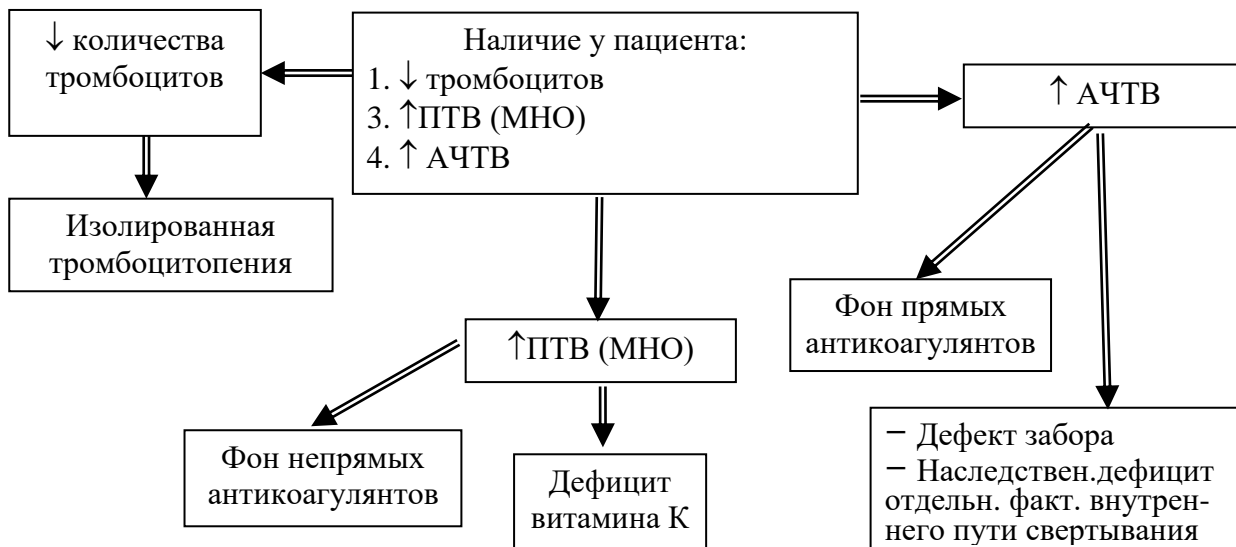 ↓ количества
тромбоцитов
Наличие у пациента:
1. ↓ тромбоцитов
3. ↑ПТВ (МНО)
4. ↑ АЧТВ
↑ АЧТВ
Изолированная
тромбоцитопения
Фон прямых
антикоагулянтов
↑ПТВ (МНО)
Фон непрямых
антикоагулянтов
Дефицит
витамина К
− Дефект забора
− Наследствен.дефицит
отдельн. факт. внутрен-
него пути свертывания